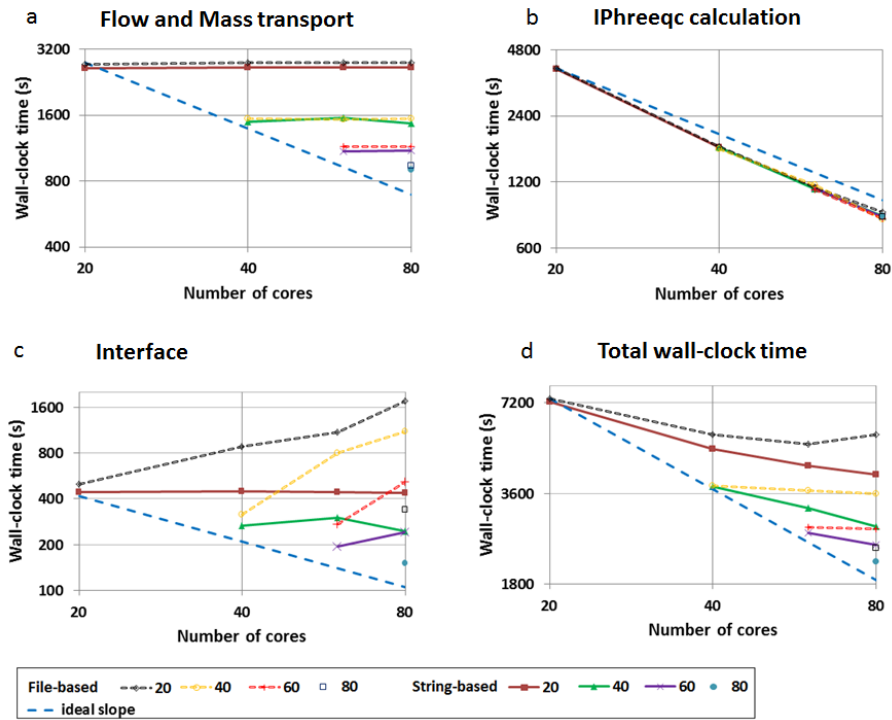 a
Flow and Mass transport
Wall-clock time (s)
3200
1600
800
400
20
40
80
Number of cores
b
IPhreeqc calculation
Wall-clock time (s)
4800
2400
1200
600
20
40
80
Number of cores
c
Interface
Wall-clock time (s)
1600
800
400
200
100
20
40
80
Number of cores
d
Total wall-clock time
Wall-clock time (s)
7200
3600
1800
20
40
80
Number of cores
File-based 20 40 60 80 String-based 20 40 60 80
ideal slope